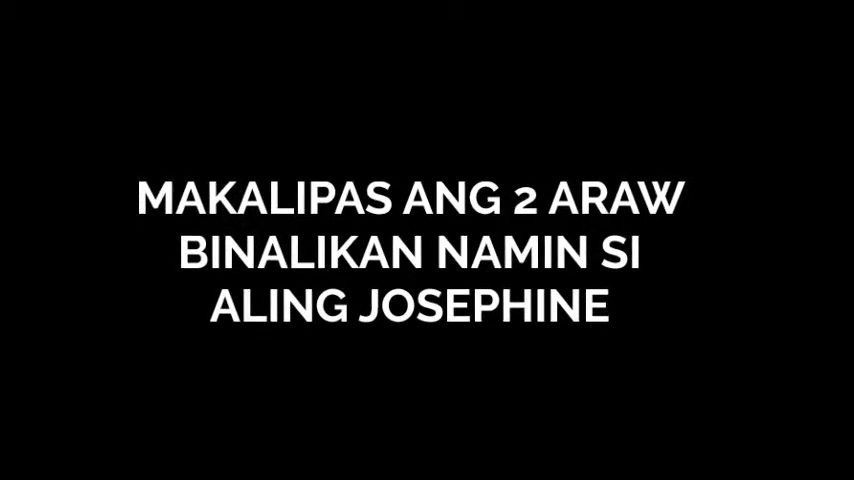 MAKALIPAS ANG 2 ARAW
BINALIKAN NAMIN SI
ALING JOSEPHINE